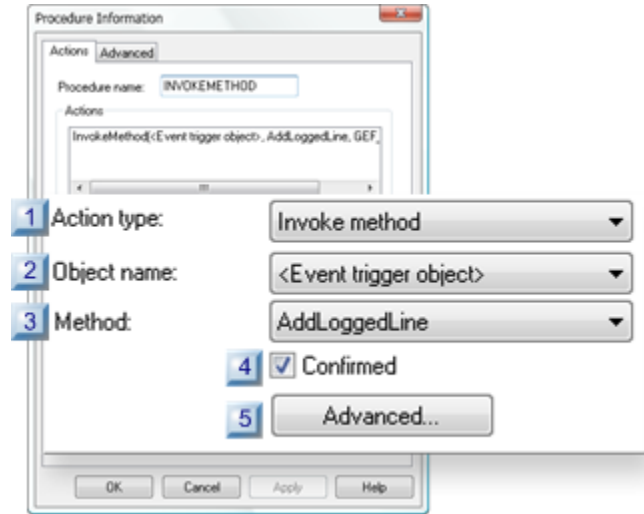 Procedure Information
Actions Advanced
Procedure name: INVOKEMETHOD
Actions
InvokeMethod(<Event trigger object>, AddLoggedLine, GEF_
1 Action type: Invoke method
2 Object name: <Event trigger object>
3 Method: AddLoggedLine
4 Confirmed
5 Advanced...
OK Cancel Apply Help